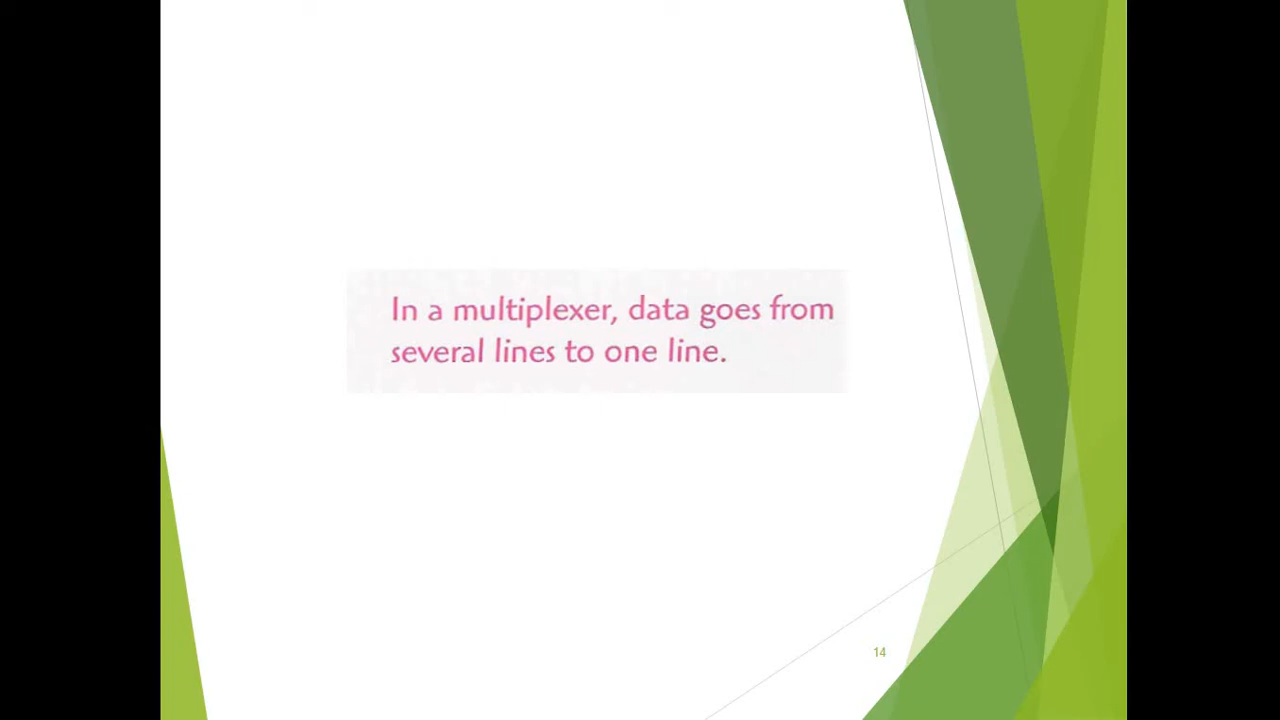 In a multiplexer, data goes from
several lines to one line.
14